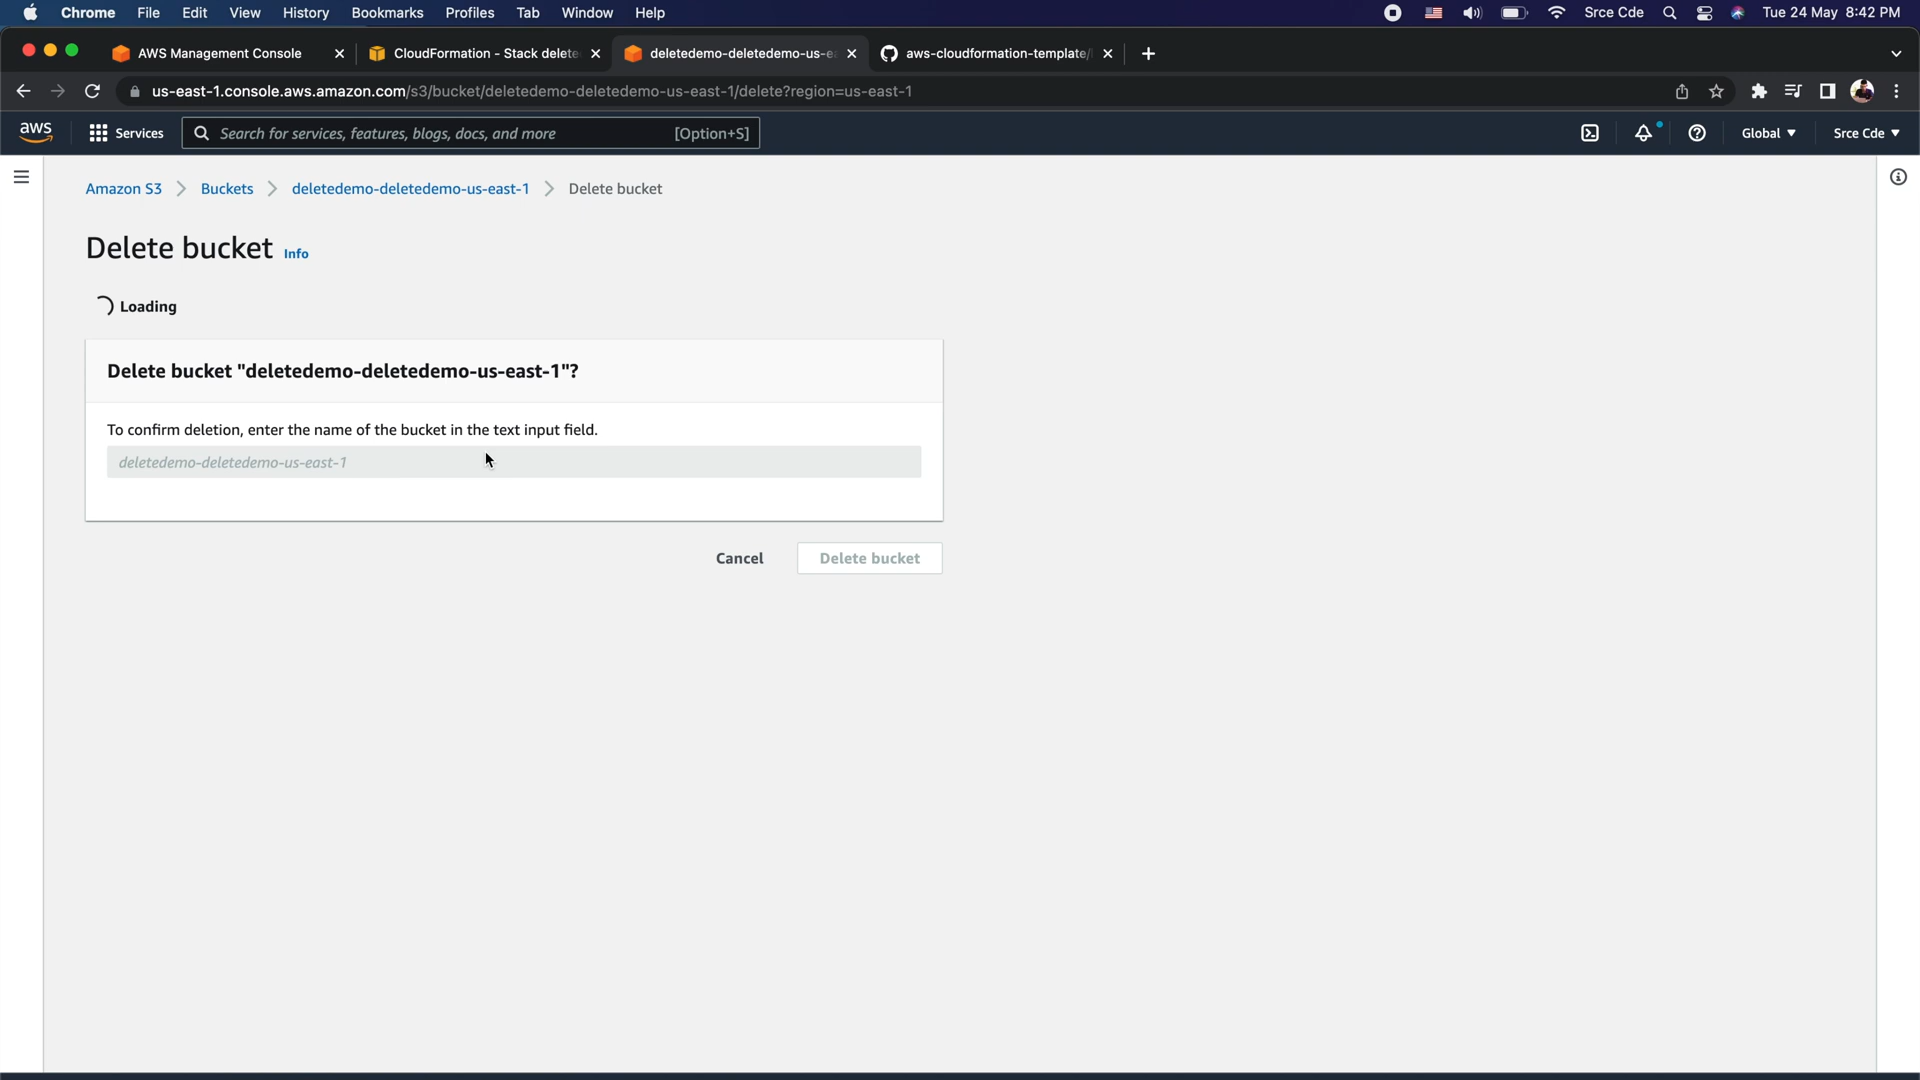 Chrome File Edit View History Bookmarks Profiles Tab Window Help Srce Cde Tue 24 May 8:42 PM
AWS Management Console CloudFormation - Stack delete deletedemo-deletedemo-us-ea aws-cloudformation-template/
us-east-1.console.aws.amazon.com/s3/bucket/deletedemo-deletedemo-us-east-1/delete?region=us-east-1
aws Services Search for services, features, blogs, docs, and more [Option+S] Global Srce Cde
Amazon S3 Buckets deletedemo-deletedemo-us-east-1 Delete bucket
Delete bucket Info
Loading
Delete bucket "deletedemo-deletedemo-us-east-1"?
To confirm deletion, enter the name of the bucket in the text input field.
deletedemo-deletedemo-us-east-1
Cancel Delete bucket